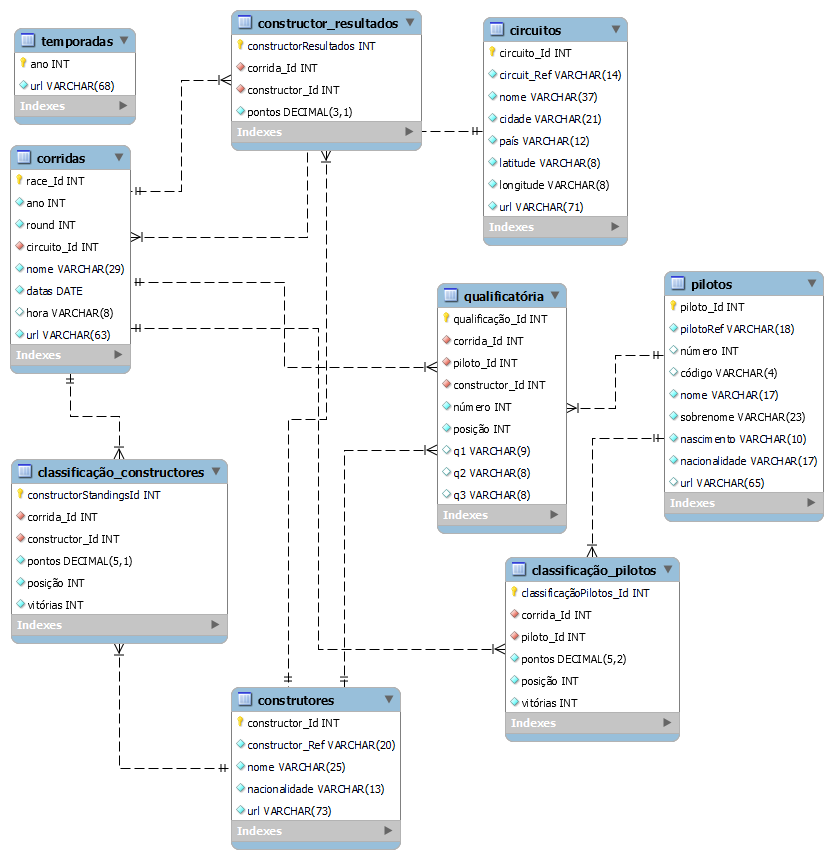 temporadas
ano INT
url VARCHAR(68)
Indexes
constructor_resultados
constructorResultados INT
corrida_Id INT
constructor_Id INT
pontos DECIMAL(3,1)
Indexes
circuitos
circuito_Id INT
circuit_Ref VARCHAR(14)
nome VARCHAR(37)
cidade VARCHAR(21)
país VARCHAR(12)
latitude VARCHAR(8)
longitude VARCHAR(8)
url VARCHAR(71)
Indexes
corridas
race_Id INT
ano INT
round INT
circuito_Id INT
nome VARCHAR(29)
datas DATE
hora VARCHAR(8)
url VARCHAR(63)
Indexes
qualificatória
qualificação_Id INT
corrida_Id INT
piloto_Id INT
constructor_Id INT
número INT
posição INT
q1 VARCHAR(9)
q2 VARCHAR(8)
q3 VARCHAR(8)
Indexes
pilotos
piloto_Id INT
pilotoRef VARCHAR(18)
número INT
código VARCHAR(4)
nome VARCHAR(17)
sobrenome VARCHAR(23)
nascimento VARCHAR(10)
nacionalidade VARCHAR(17)
url VARCHAR(65)
Indexes
classificação_constructores
constructorStandingsId INT
corrida_Id INT
constructor_Id INT
pontos DECIMAL(5,1)
posição INT
vitórias INT
Indexes
classificação_pilotos
classificaçãoPilotos_Id INT
corrida_Id INT
piloto_Id INT
pontos DECIMAL(5,2)
posição INT
vitórias INT
Indexes
construtores
constructor_Id INT
constructor_Ref VARCHAR(20)
nome VARCHAR(25)
nacionalidade VARCHAR(13)
url VARCHAR(73)
Indexes